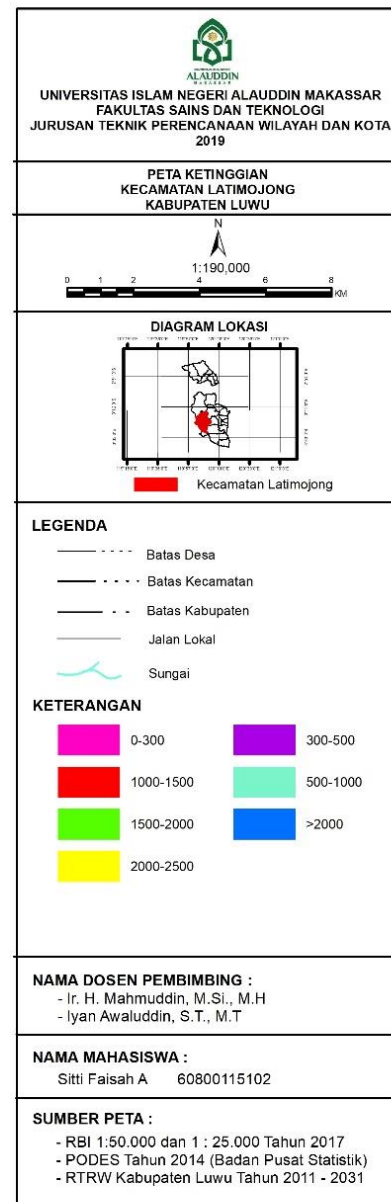 ALAUDDIN
MAKASSAR
UNIVERSITAS ISLAM NEGERI ALAUDDIN MAKASSAR
FAKULTAS SAINS DAN TEKNOLOGI
JURUSAN TEKNIK PERENCANAAN WILAYAH DAN KOTA
2019
PETA KETINGGIAN
KECAMATAN LATIMOJONG
KABUPATEN LUWU
N
1:190,000
0 1 2 4 6 8
KM
DIAGRAM LOKASI
Kecamatan Latimojong
LEGENDA
Batas Desa
Batas Kecamatan
Batas Kabupaten
Jalan Lokal
Sungai
KETERANGAN
0-300 300-500
1000-1500 500-1000
1500-2000 >2000
2000-2500
NAMA DOSEN PEMBIMBING :
- Ir. H. Mahmuddin, M.Si., M.H
- Iyan Awaluddin, S.T., M.T
NAMA MAHASISWA :
Sitti Faisah A 60800115102
SUMBER PETA :
- RBI 1:50.000 dan 1 : 25.000 Tahun 2017
- PODES Tahun 2014 (Badan Pusat Statistik)
- RTRW Kabupaten Luwu Tahun 2011 - 2031